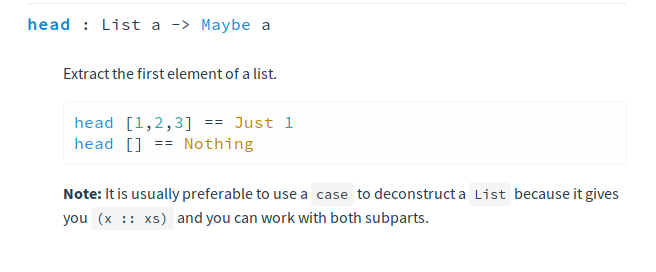 head : List a -> Maybe a
Extract the first element of a list.
head [1,2,3] == Just 1
head [] == Nothing
Note: It is usually preferable to use a case to deconstruct a List because it gives
you (x :: xs) and you can work with both subparts.